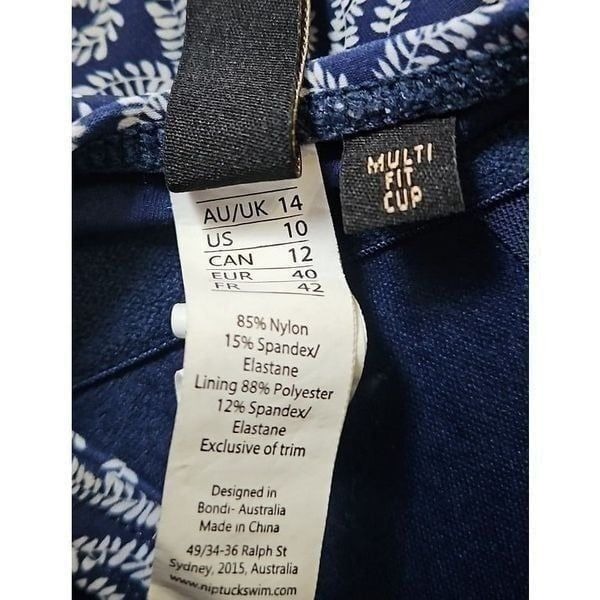 MULTI
FIT
CUP
AU/UK 14
US 10
CAN 12
EUR 40
FR 42
85% Nylon
15% Spandex/
Elastane
Lining 88% Polyester
12% Spandex/
Elastane
Exclusive of trim
Designed in
Bondi- Australia
Made in China
49/34-36 Ralph St
Sydney, 2015, Australia
www.niptuckswim.com